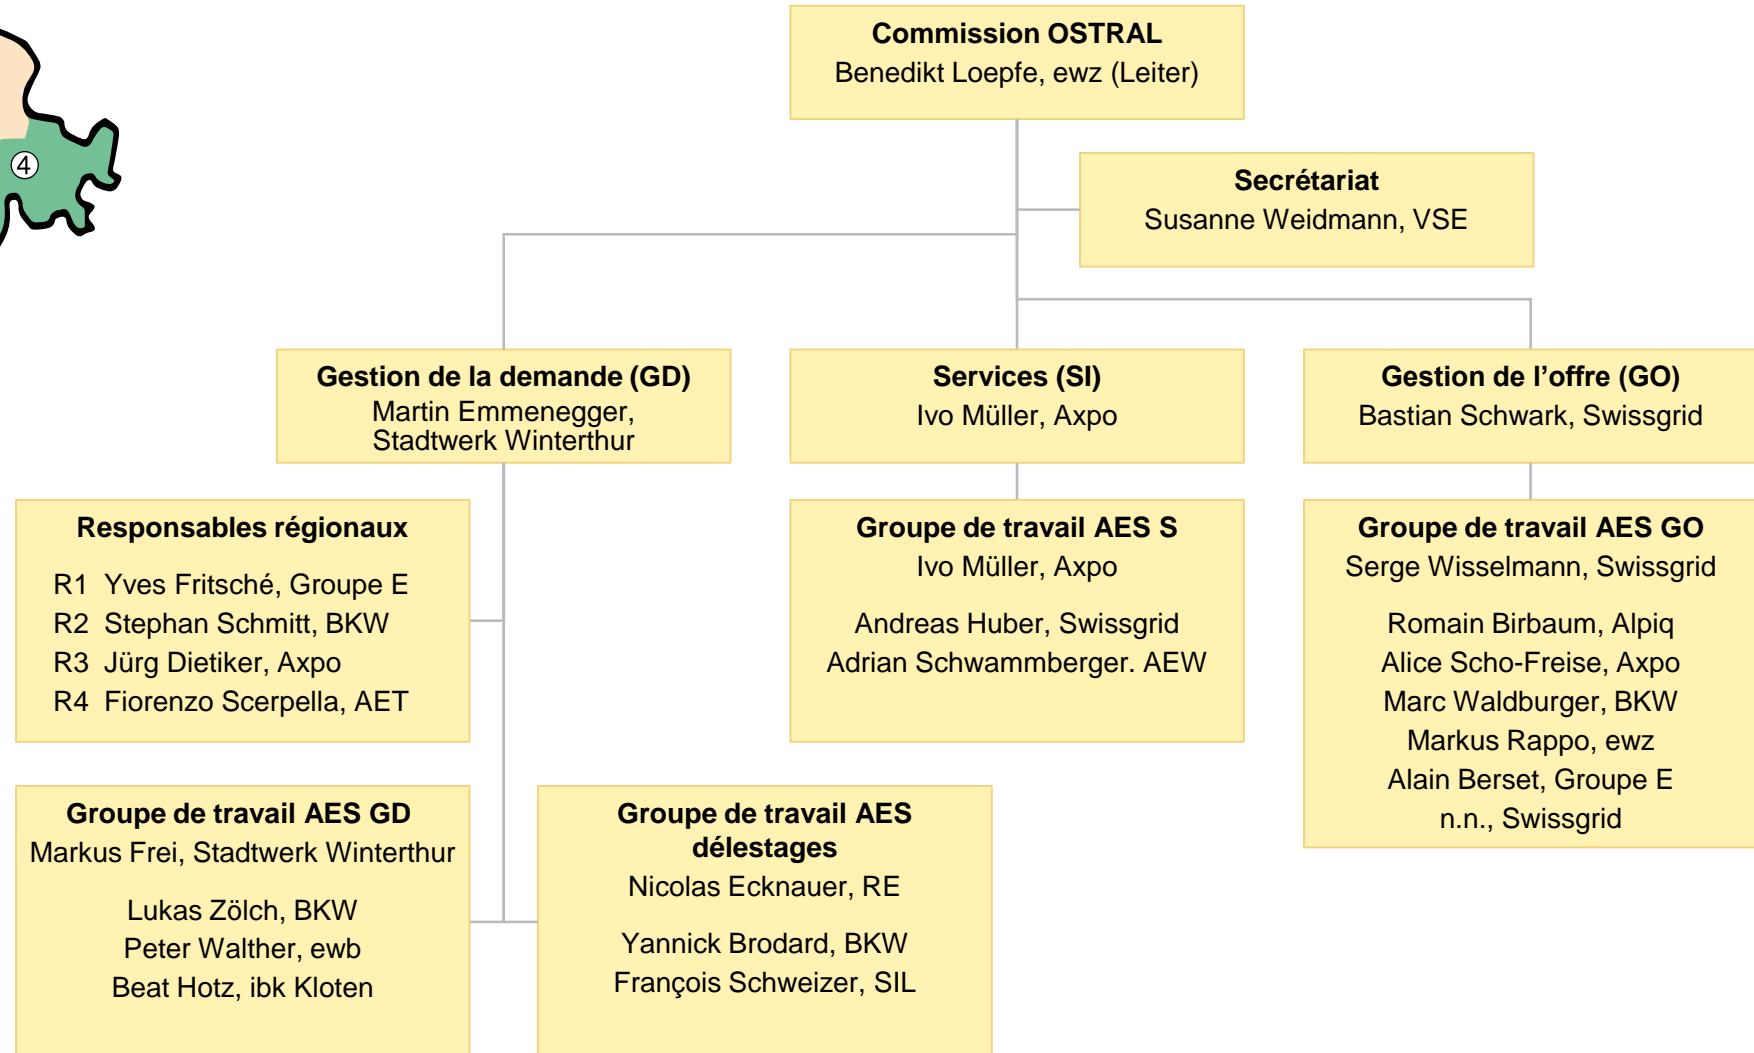 Commission OSTRAL
Benedikt Loepfe, ewz (Leiter)
4
Secrétariat
Susanne Weidmann, VSE
Gestion de la demande (GD)
Martin Emmenegger,
Stadtwerk Winterthur
Services (SI)
Ivo Müller, Axpo
Gestion de l’offre (GO)
Bastian Schwark, Swissgrid
Responsables régionaux
R1 Yves Fritsché, Groupe E
R2 Stephan Schmitt, BKW
R3 Jürg Dietiker, Axpo
R4 Fiorenzo Scerpella, AET
Groupe de travail AES S
Ivo Müller, Axpo
Andreas Huber, Swissgrid
Adrian Schwammberger. AEW
Groupe de travail AES GO
Serge Wisselmann, Swissgrid
Romain Birbaum, Alpiq
Alice Scho-Freise, Axpo
Marc Waldburger, BKW
Markus Rappo, ewz
Alain Berset, Groupe E
n.n., Swissgrid
Groupe de travail AES GD
Markus Frei, Stadtwerk Winterthur
Lukas Zölch, BKW
Peter Walther, ewb
Beat Hotz, ibk Kloten
Groupe de travail AES
délestages
Nicolas Ecknauer, RE
Yannick Brodard, BKW
François Schweizer, SIL